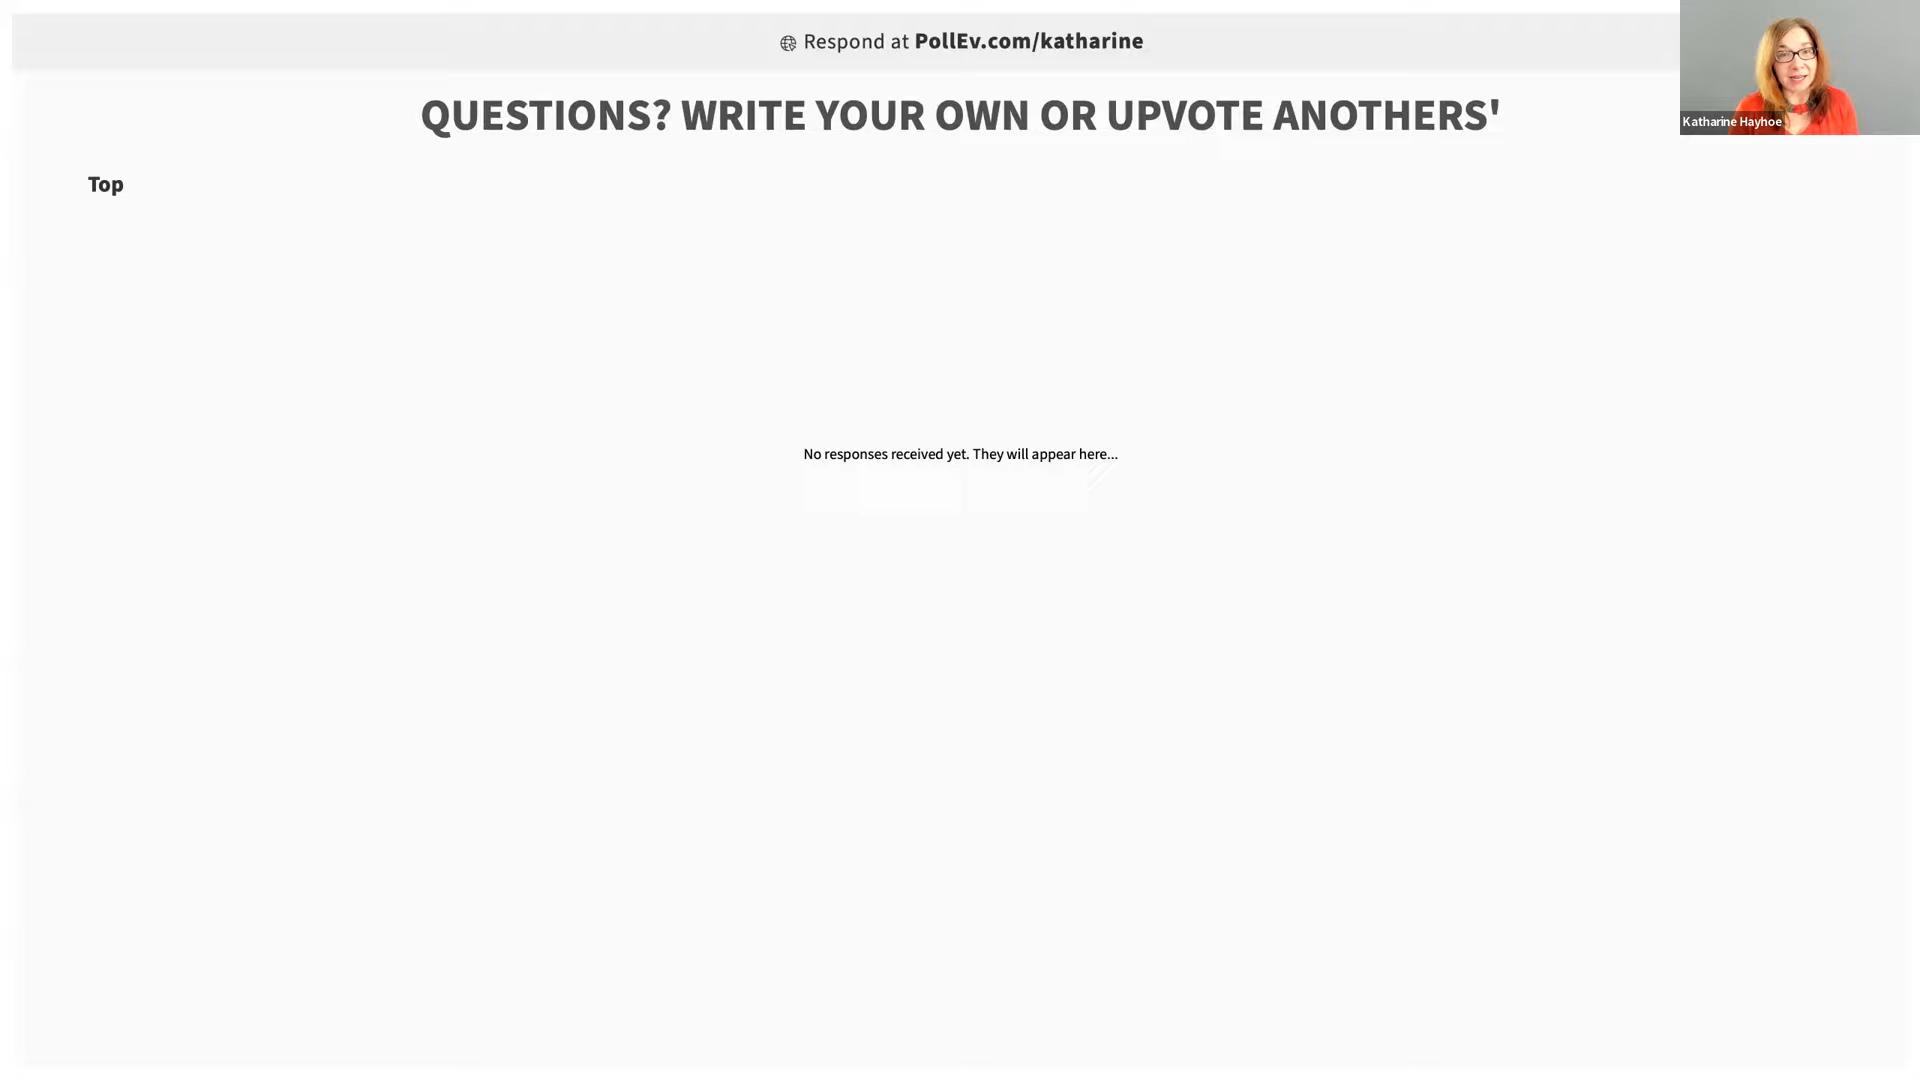 Respond at PollEv.com/katharine
QUESTIONS? WRITE YOUR OWN OR UPVOTE ANOTHERS'
Katharine Hayhoe
Top
No responses received yet. They will appear here...